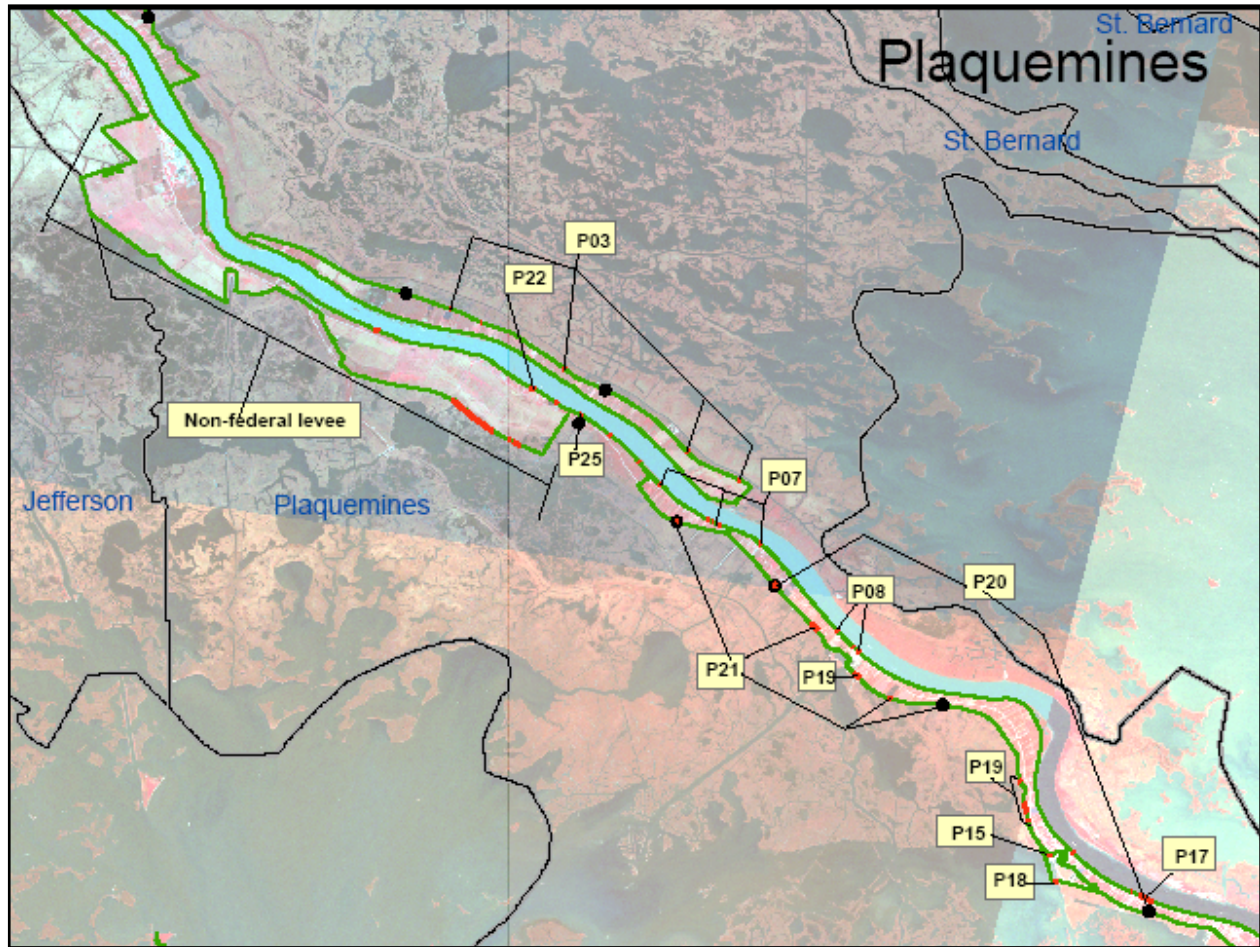 St. Bernard
Plaquemines
St. Bernard
P03
P22
Non-federal levee
P25
P07
Jefferson
Plaquemines
P20
P08
P21
P19
P19
P15
P17
P18